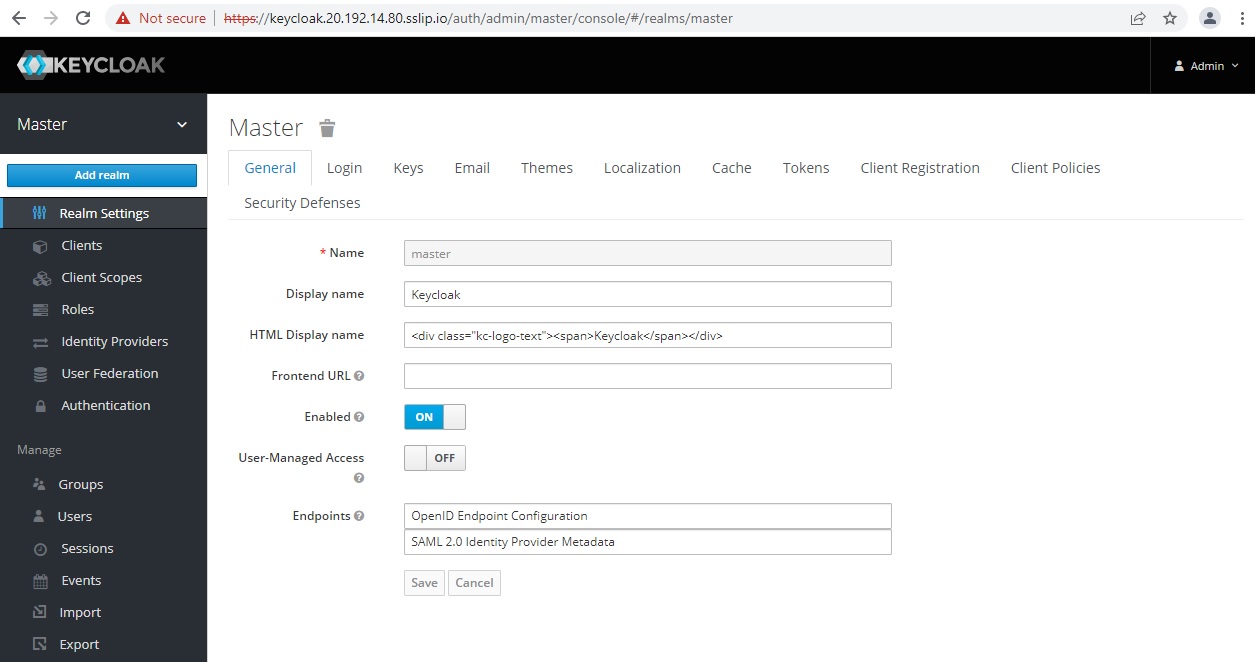 Not secure | https://keycloak.20.192.14.80.sslip.io/auth/admin/master/console/#/realms/master
KEYCLOAK
Admin
Master
Add realm
Realm Settings
Clients
Client Scopes
Roles
Identity Providers
User Federation
Authentication
Manage
Groups
Users
Sessions
Events
Import
Export
Master
General Login Keys Email Themes Localization Cache Tokens Client Registration Client Policies
Security Defenses
* Name master
Display name Keycloak
HTML Display name <div class="kc-logo-text"><span>Keycloak</span></div>
Frontend URL ?
Enabled ? ON
User-Managed Access OFF
?
Endpoints ? OpenID Endpoint Configuration
SAML 2.0 Identity Provider Metadata
Save Cancel